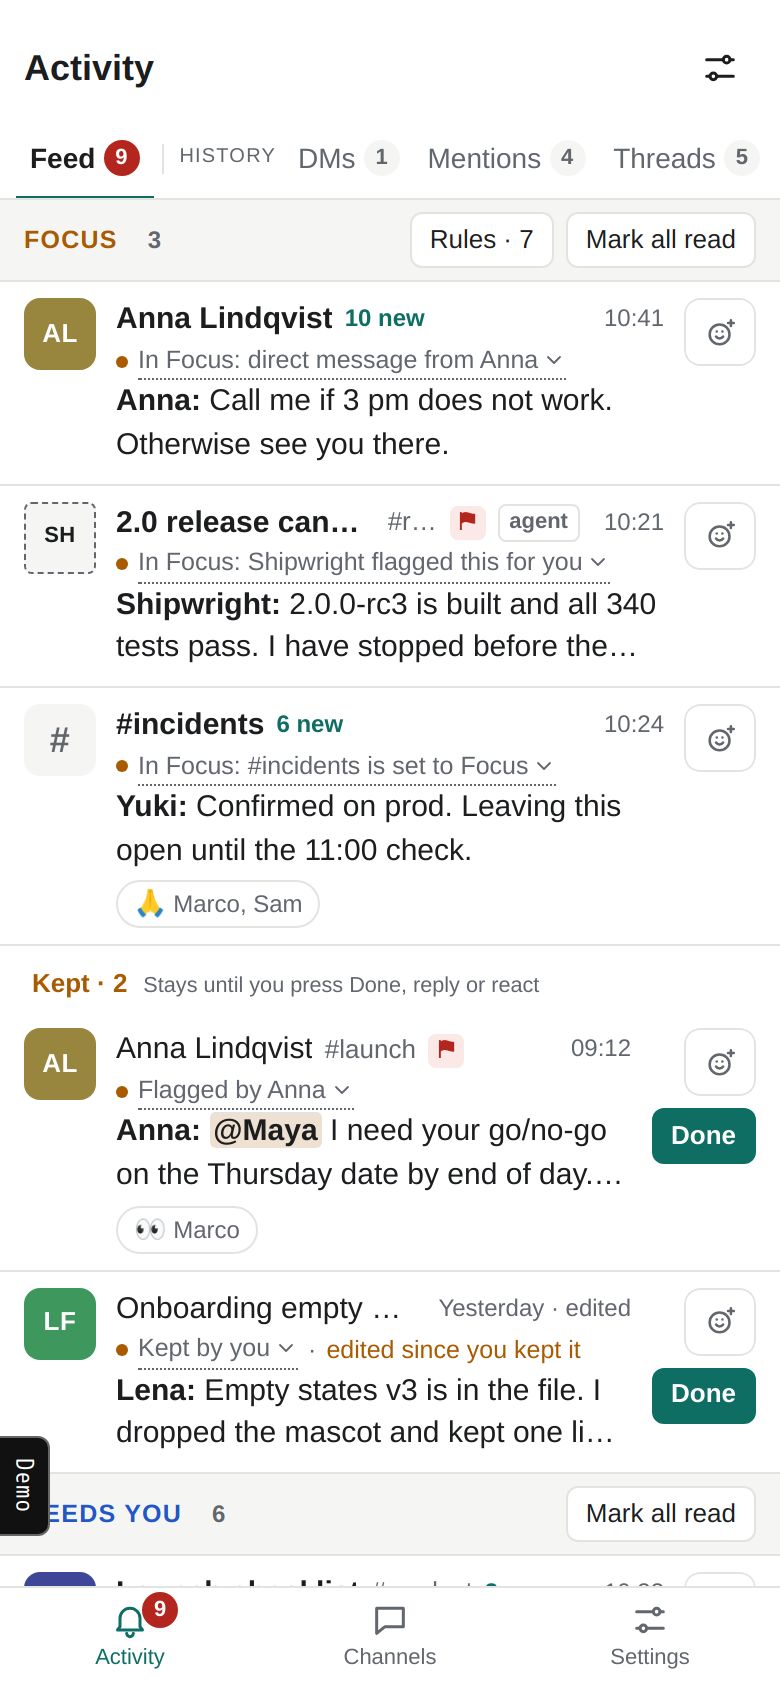 Activity
Feed 9 HISTORY DMs 1 Mentions 4 Threads 5
FOCUS 3 Rules · 7 Mark all read
AL Anna Lindqvist 10 new 10:41
In Focus: direct message from Anna
Anna: Call me if 3 pm does not work.
Otherwise see you there.
SH 2.0 release can… #r… agent 10:21
In Focus: Shipwright flagged this for you
Shipwright: 2.0.0-rc3 is built and all 340
tests pass. I have stopped before the…
# #incidents 6 new 10:24
In Focus: #incidents is set to Focus
Yuki: Confirmed on prod. Leaving this
open until the 11:00 check.
🙏 Marco, Sam
Kept · 2 Stays until you press Done, reply or react
AL Anna Lindqvist #launch 09:12
Flagged by Anna
Anna: @Maya I need your go/no-go
on the Thursday date by end of day.…
Done
👀 Marco
LF Onboarding empty … Yesterday · edited
Kept by you · edited since you kept it
Lena: Empty states v3 is in the file. I
dropped the mascot and kept one li…
Done
Demo
EEDS YOU 6 Mark all read
9
Activity Channels Settings